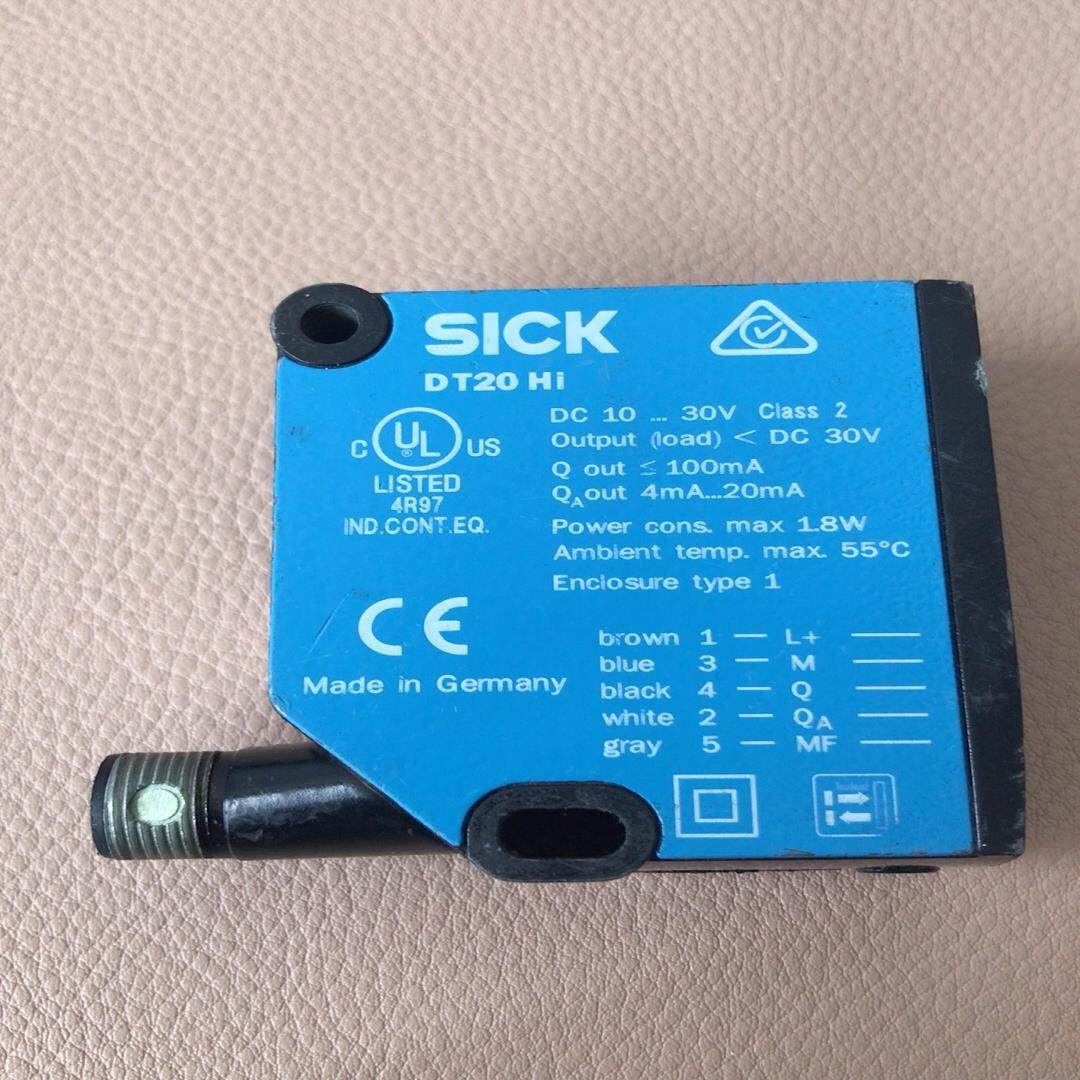 SICK
DT20 Hi
C UL ® US
LISTED
4R97
IND.CONT.EQ.
DC 10 ... 30V Class 2
Output (load) < DC 30V
Q out ≤ 100mA
QA out 4mA...20mA
Power cons. max 1.8W
Ambient temp. max. 55°C
Enclosure type 1
CE
Made in Germany
brown 1 — L+
blue 3 — M
black 4 — Q
white 2 — QA
gray 5 — MF